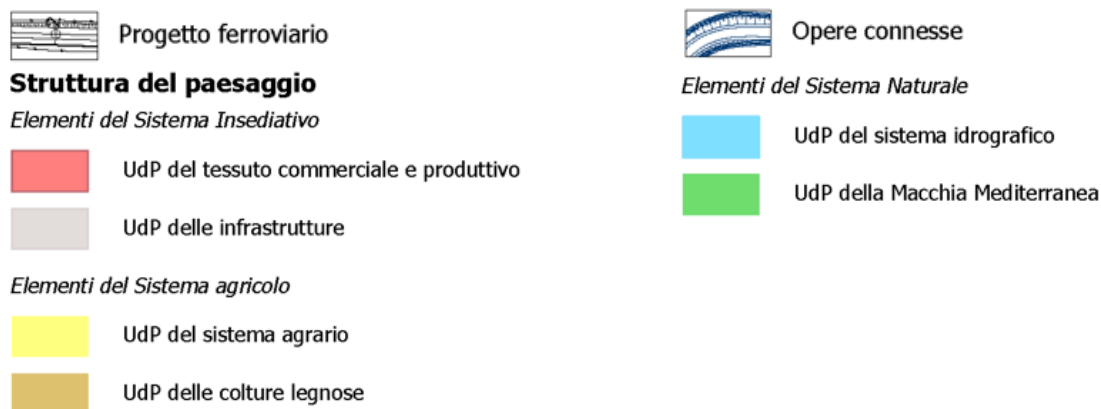 Progetto ferroviario
Struttura del paesaggio
Elementi del Sistema Insediativo
UdP del tessuto commerciale e produttivo
UdP delle infrastrutture
Elementi del Sistema agricolo
UdP del sistema agrario
UdP delle colture legnose
Opere connesse
Elementi del Sistema Naturale
UdP del sistema idrografico
UdP della Macchia Mediterranea